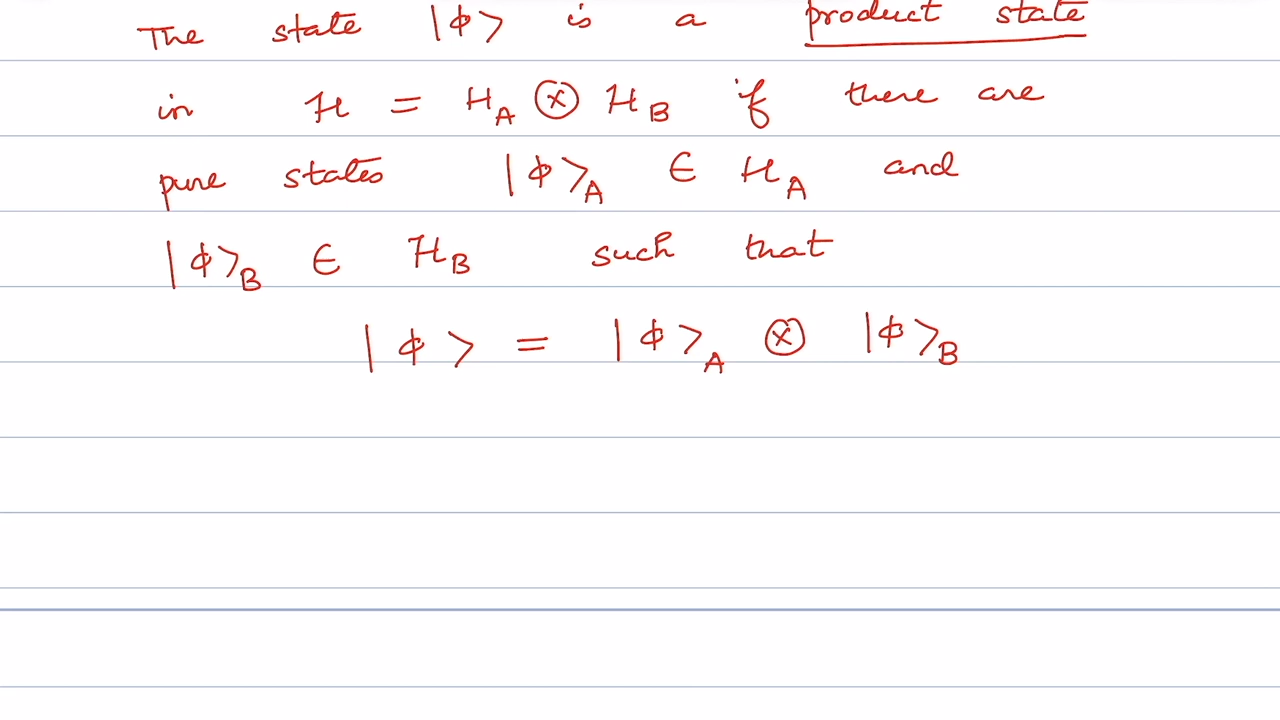 The state |ϕ> is a product state
in H = H_A ⊗ H_B if there are
pure states |ϕ>_A ∈ H_A and
|ϕ>_B ∈ H_B such that
|ϕ> = |ϕ>_A ⊗ |ϕ>_B